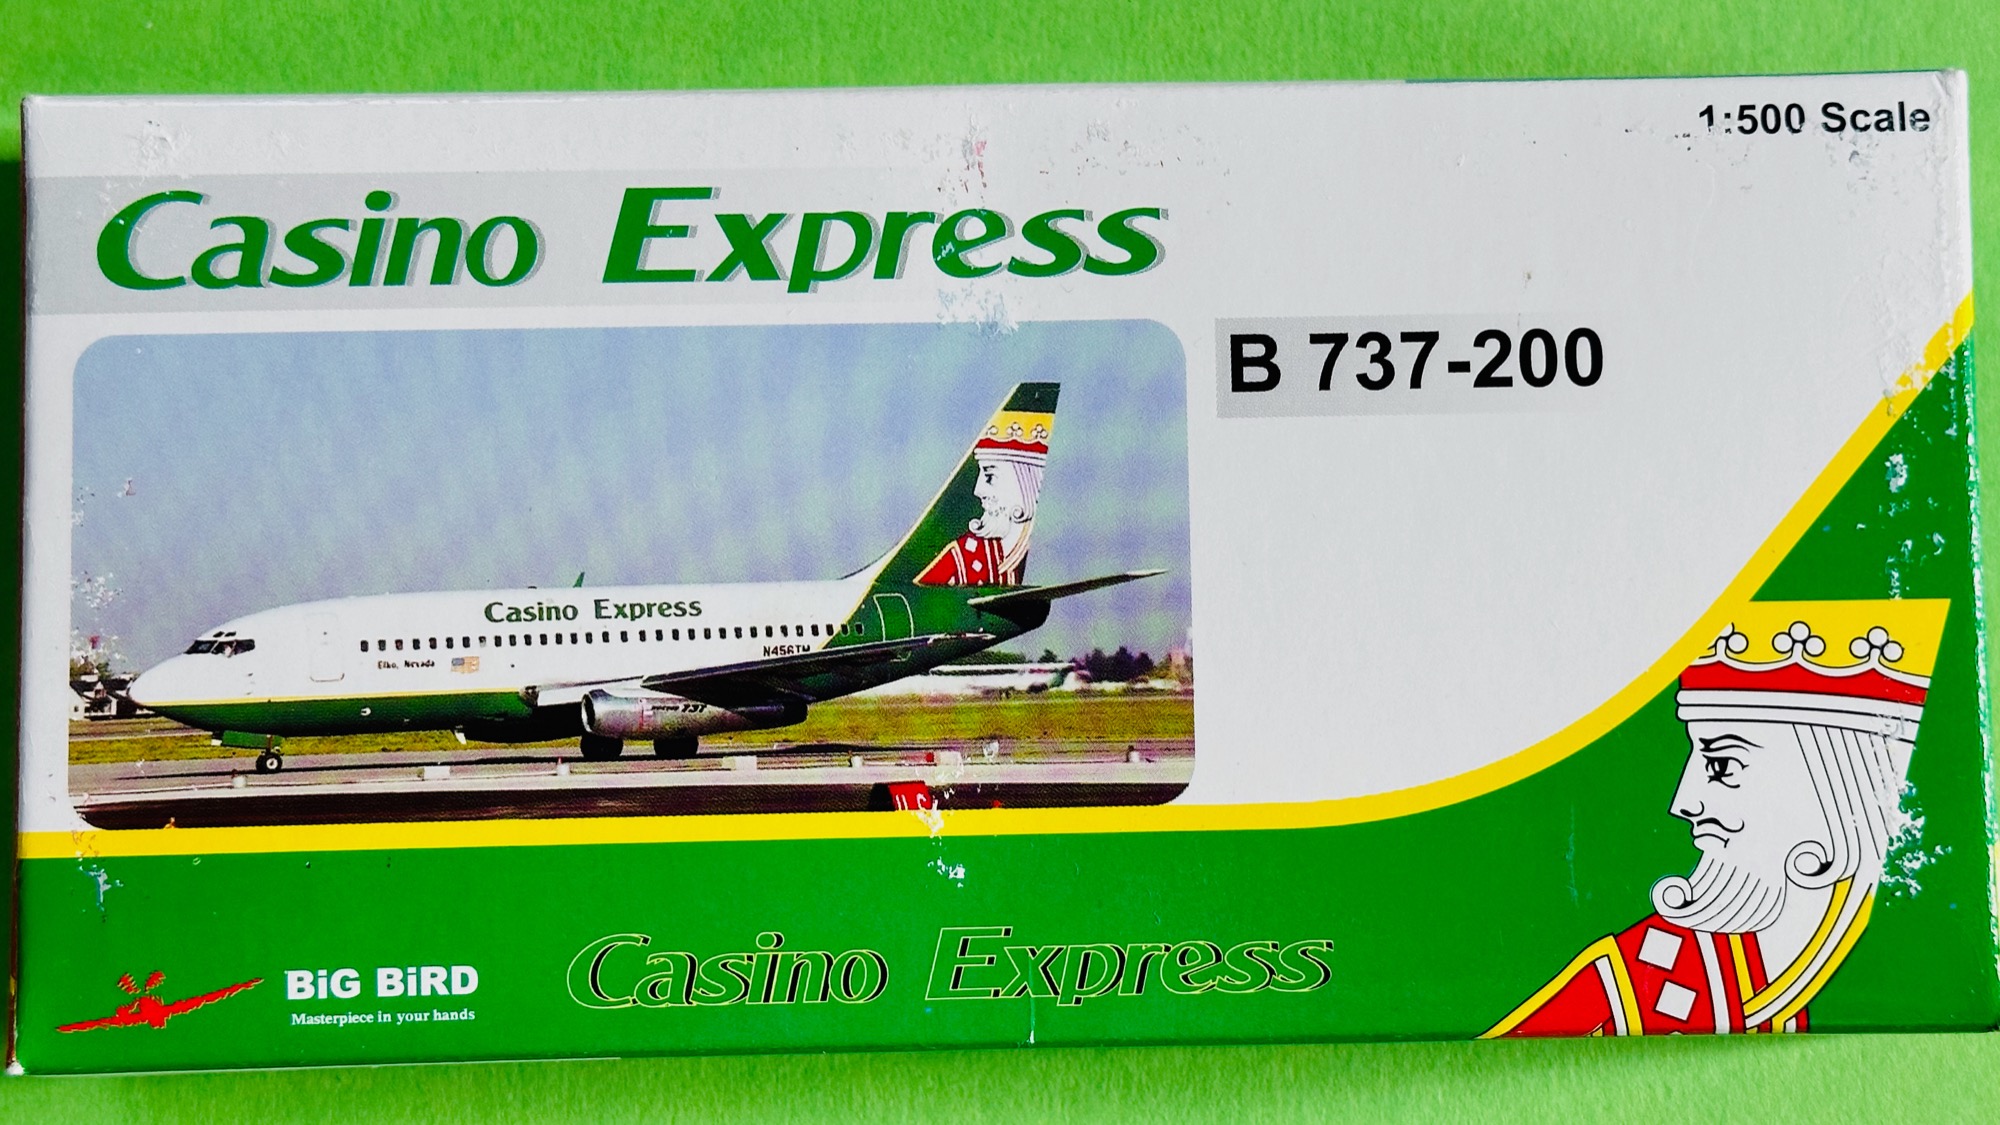 1:500 Scale
Casino Express
B 737-200
Casino Express
N456TM
Elko, Nevada
737
BiG BiRD
Masterpiece in your hands
Casino Express